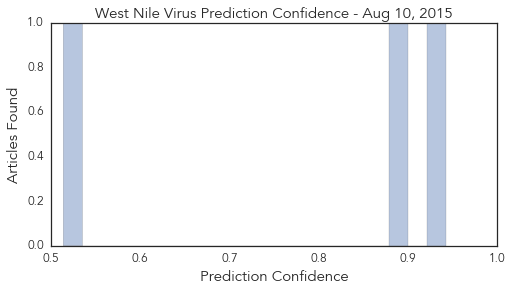 West Nile Virus Prediction Confidence - Aug 10, 2015
1.0
0.8
0.6
0.4
0.2
0.0
Articles Found
0.5 0.6 0.7 0.8 0.9 1.0
Prediction Confidence